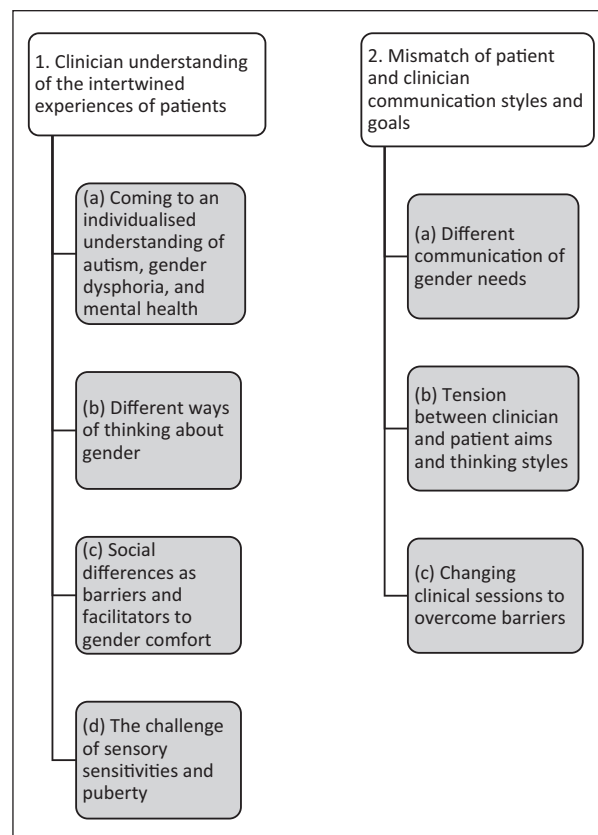 1. Clinician understanding
of the intertwined
experiences of patients
(a) Coming to an
individualised
understanding of
autism, gender
dysphoria, and
mental health
(b) Different ways
of thinking about
gender
(c) Social
differences as
barriers and
facilitators to
gender comfort
(d) The challenge
of sensory
sensitivities and
puberty
2. Mismatch of patient
and clinician
communication styles and
goals
(a) Different
communication of
gender needs
(b) Tension
between clinician
and patient aims
and thinking styles
(c) Changing
clinical sessions to
overcome barriers